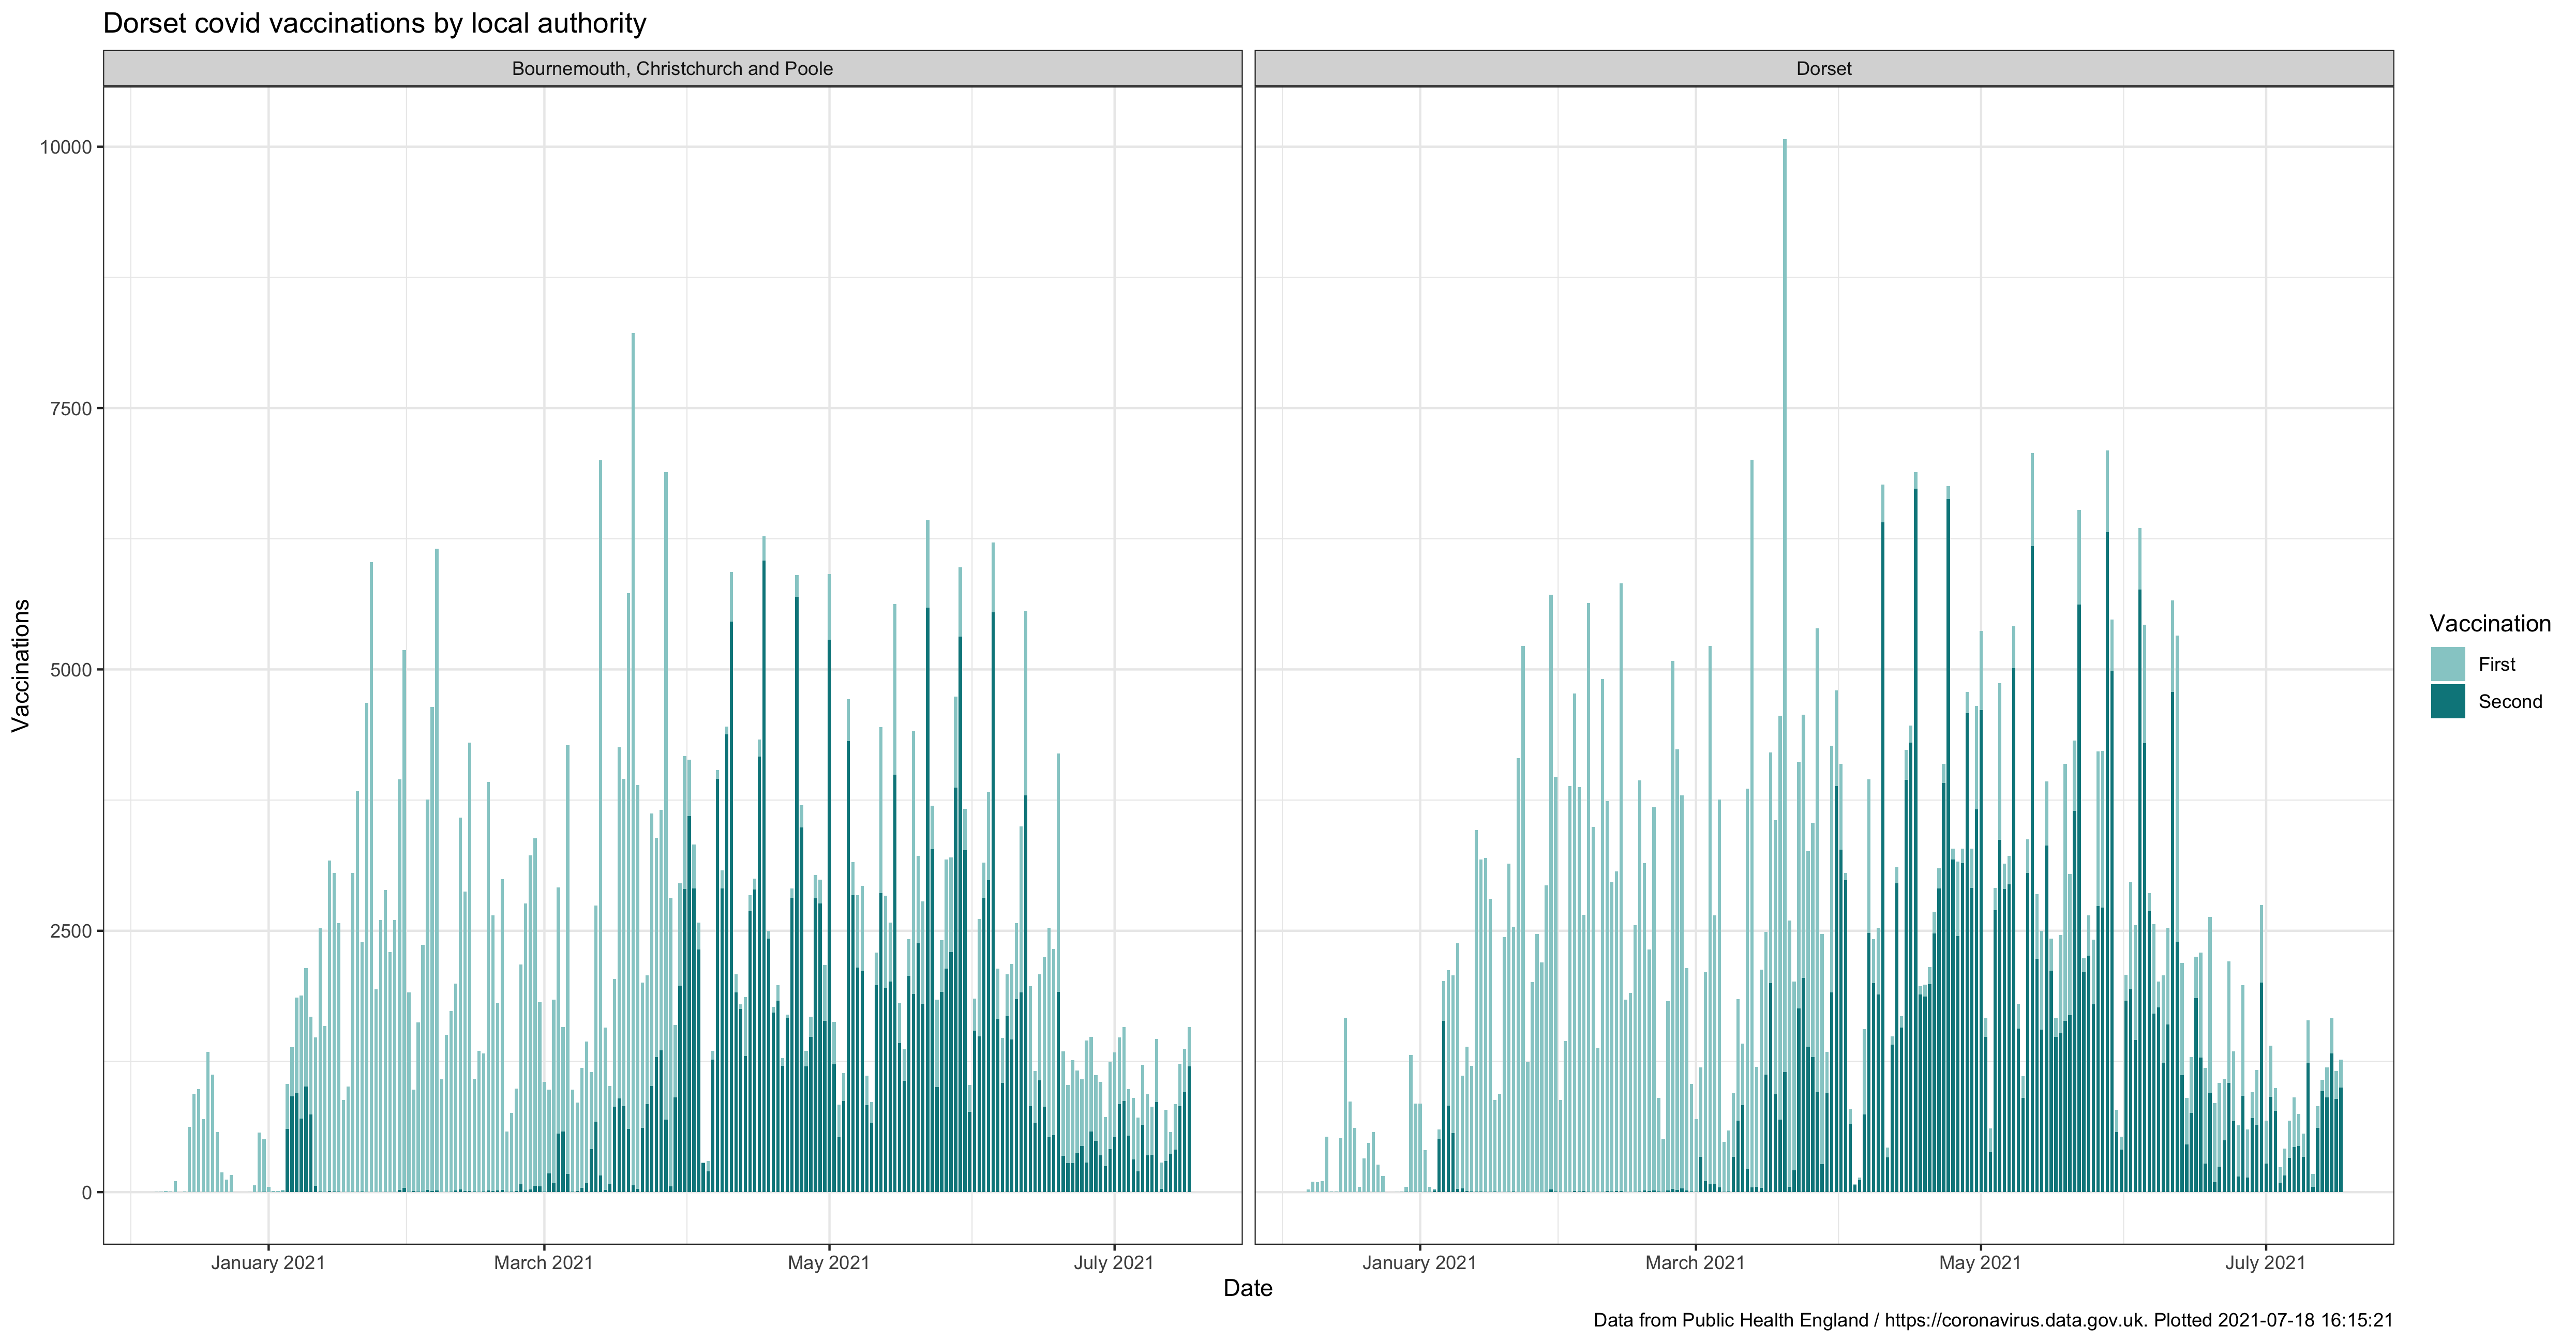 Dorset covid vaccinations by local authority
Bournemouth, Christchurch and Poole
Dorset
10000
7500
5000
2500
0
Vaccinations
January 2021
March 2021
May 2021
July 2021
January 2021
March 2021
May 2021
July 2021
Date
Vaccination
First
Second
Data from Public Health England / https://coronavirus.data.gov.uk. Plotted 2021-07-18 16:15:21